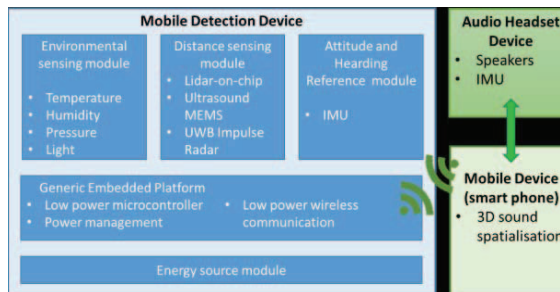 Mobile Detection Device
Environmental
sensing module
• Temperature
• Humidity
• Pressure
• Light
Distance sensing
module
• Lidar-on-chip
• Ultrasound
MEMS
• UWB Impulse
Radar
Attitude and
Hearding
Reference module
• IMU
Generic Embedded Platform
• Low power microcontroller
• Power management
• Low power wireless
communication
Energy source module
Audio Headset
Device
• Speakers
• IMU
Mobile Device
(smart phone)
• 3D sound
spatialisation